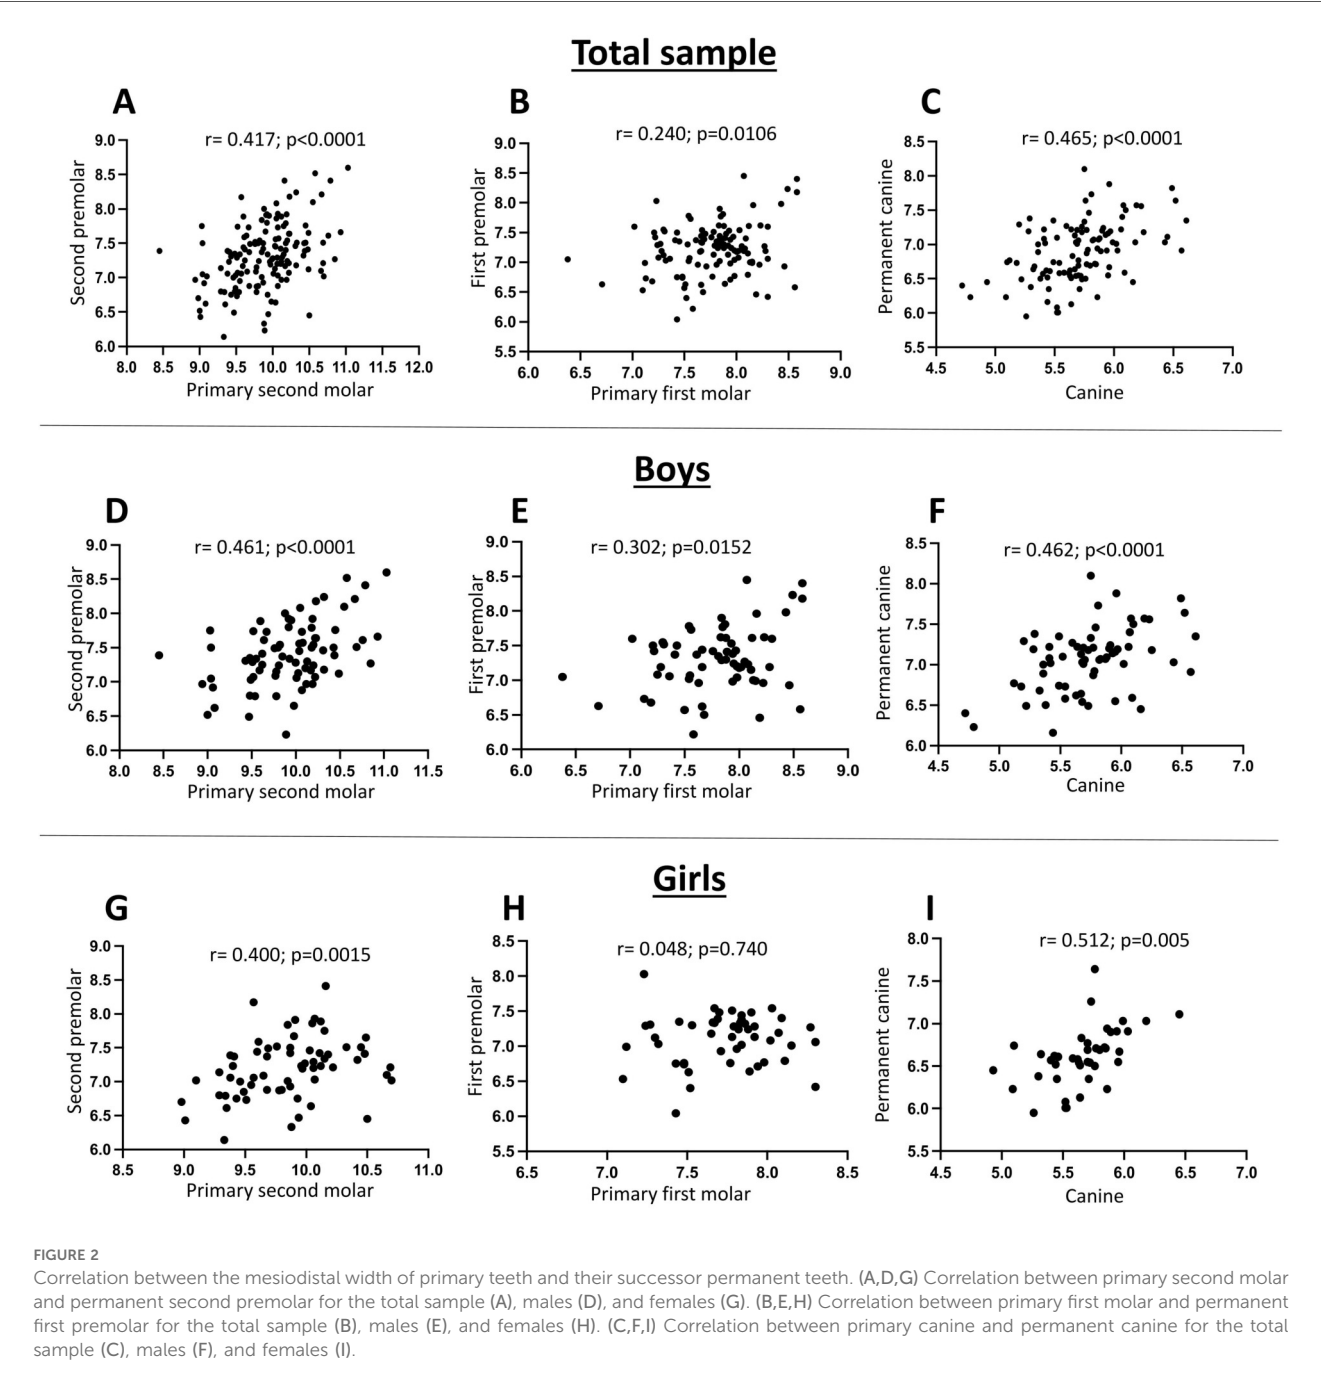 Total sample
A
r= 0.417; p<0.0001
Second premolar
9.0
8.5
8.0
7.5
7.0
6.5
6.0
8.0 8.5 9.0 9.5 10.0 10.5 11.0 11.5 12.0
Primary second molar
B
r= 0.240; p=0.0106
First premolar
9.0
8.5
8.0
7.5
7.0
6.5
6.0
5.5
6.0 6.5 7.0 7.5 8.0 8.5 9.0
Primary first molar
C
r= 0.465; p<0.0001
Permanent canine
8.5
8.0
7.5
7.0
6.5
6.0
5.5
4.5 5.0 5.5 6.0 6.5 7.0
Canine
Boys
D
r= 0.461; p<0.0001
Second premolar
9.0
8.5
8.0
7.5
7.0
6.5
6.0
8.0 8.5 9.0 9.5 10.0 10.5 11.0 11.5
Primary second molar
E
r= 0.302; p=0.0152
First premolar
9.0
8.5
8.0
7.5
7.0
6.5
6.0
6.0 6.5 7.0 7.5 8.0 8.5 9.0
Primary first molar
F
r= 0.462; p<0.0001
Permanent canine
8.5
8.0
7.5
7.0
6.5
6.0
4.5 5.0 5.5 6.0 6.5 7.0
Canine
Girls
G
r= 0.400; p=0.0015
Second premolar
9.0
8.5
8.0
7.5
7.0
6.5
6.0
8.5 9.0 9.5 10.0 10.5 11.0
Primary second molar
H
r= 0.048; p=0.740
First premolar
8.5
8.0
7.5
7.0
6.5
6.0
5.5
6.5 7.0 7.5 8.0 8.5
Primary first molar
I
r= 0.512; p=0.005
Permanent canine
8.0
7.5
7.0
6.5
6.0
5.5
4.5 5.0 5.5 6.0 6.5 7.0
Canine
FIGURE 2
Correlation between the mesiodistal width of primary teeth and their successor permanent teeth. (A,D,G) Correlation between primary second molar
and permanent second premolar for the total sample (A), males (D), and females (G). (B,E,H) Correlation between primary first molar and permanent
first premolar for the total sample (B), males (E), and females (H). (C,F,I) Correlation between primary canine and permanent canine for the total
sample (C), males (F), and females (I).